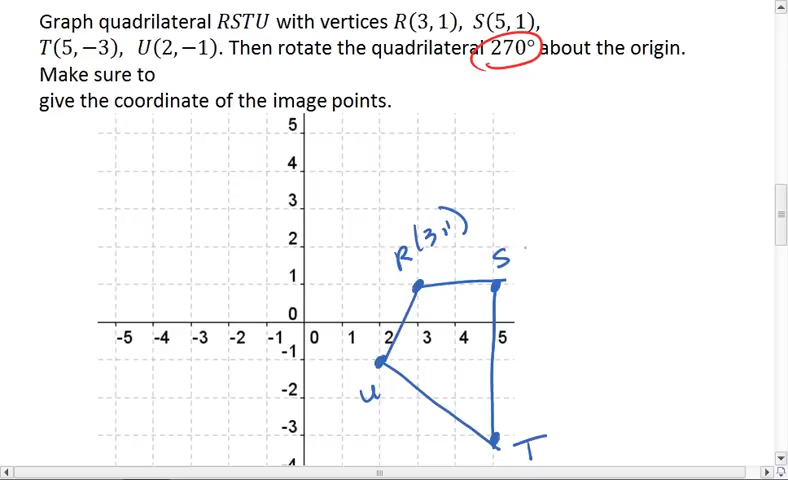 Graph quadrilateral RSTU with vertices R(3, 1), S(5, 1),
T(5, −3), U(2, −1). Then rotate the quadrilateral 270° about the origin.
Make sure to
give the coordinate of the image points.
5
4
3
2
R(3,1)
S
1
0
-5 -4 -3 -2 -1 0 1 2 3 4 5
-1
-2
U
-3
T
-4